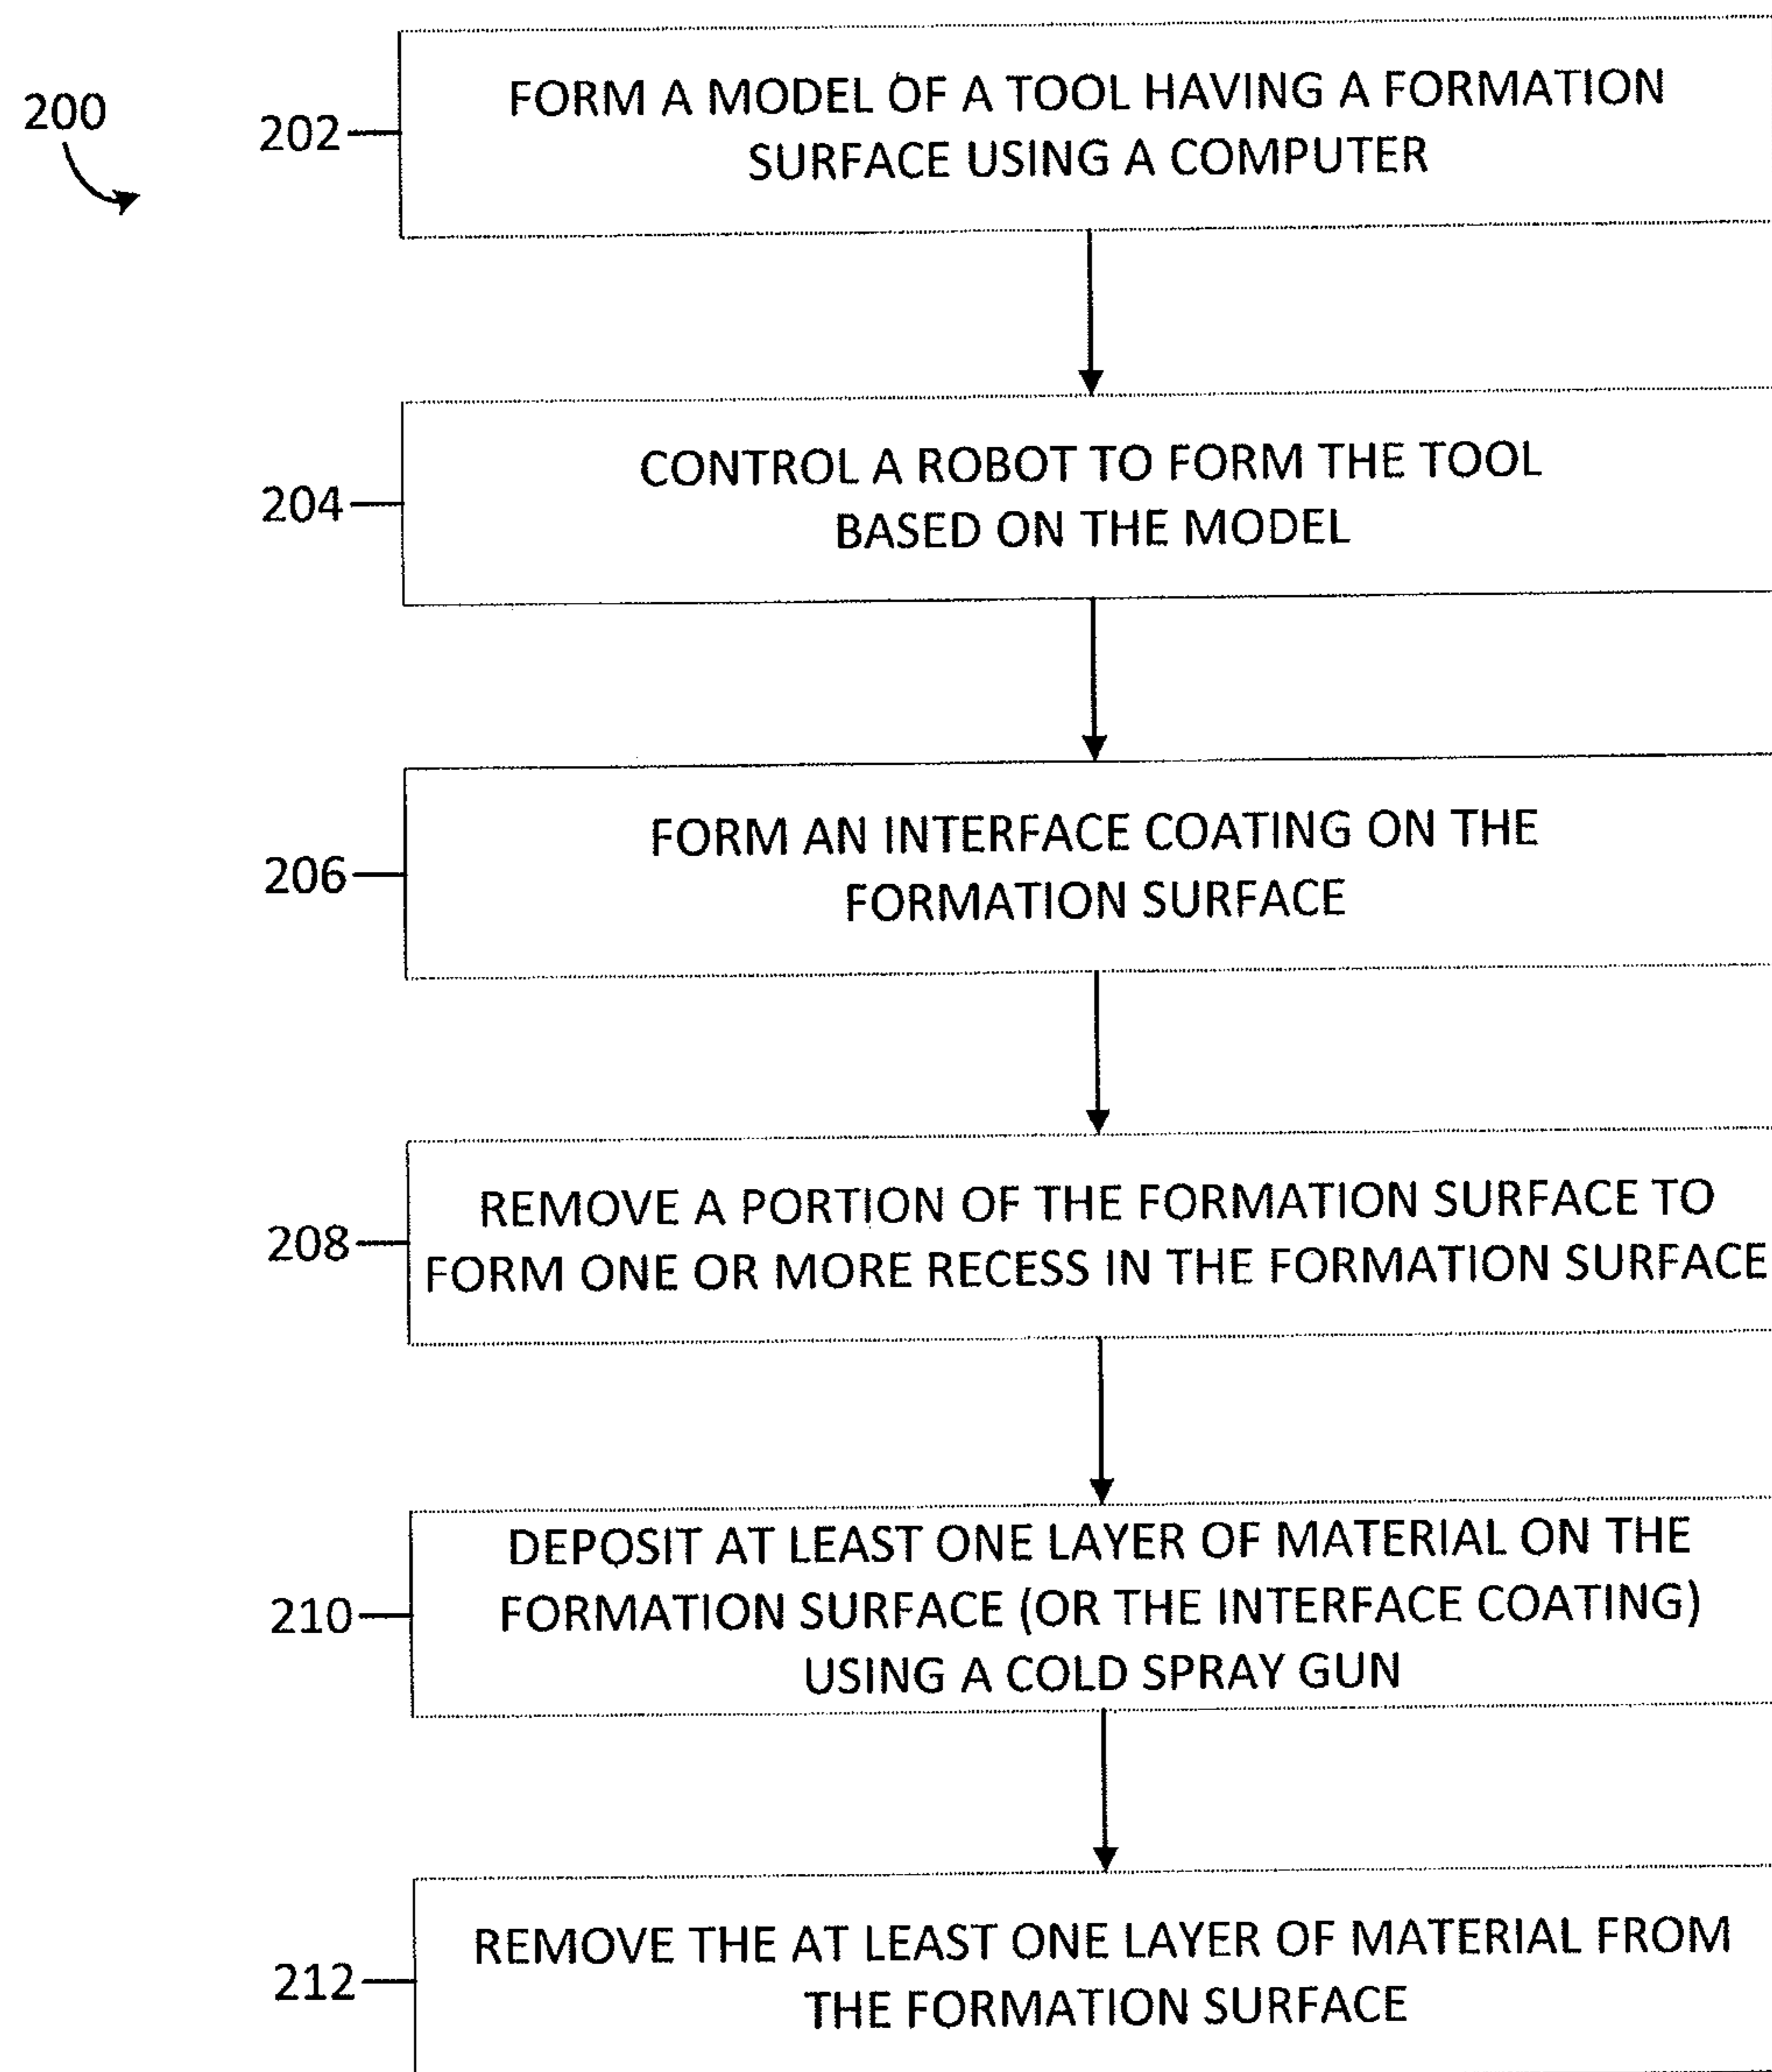 200
202
FORM A MODEL OF A TOOL HAVING A FORMATION
SURFACE USING A COMPUTER
204
CONTROL A ROBOT TO FORM THE TOOL
BASED ON THE MODEL
206
FORM AN INTERFACE COATING ON THE
FORMATION SURFACE
208
REMOVE A PORTION OF THE FORMATION SURFACE TO
FORM ONE OR MORE RECESS IN THE FORMATION SURFACE
210
DEPOSIT AT LEAST ONE LAYER OF MATERIAL ON THE
FORMATION SURFACE (OR THE INTERFACE COATING)
USING A COLD SPRAY GUN
212
REMOVE THE AT LEAST ONE LAYER OF MATERIAL FROM
THE FORMATION SURFACE